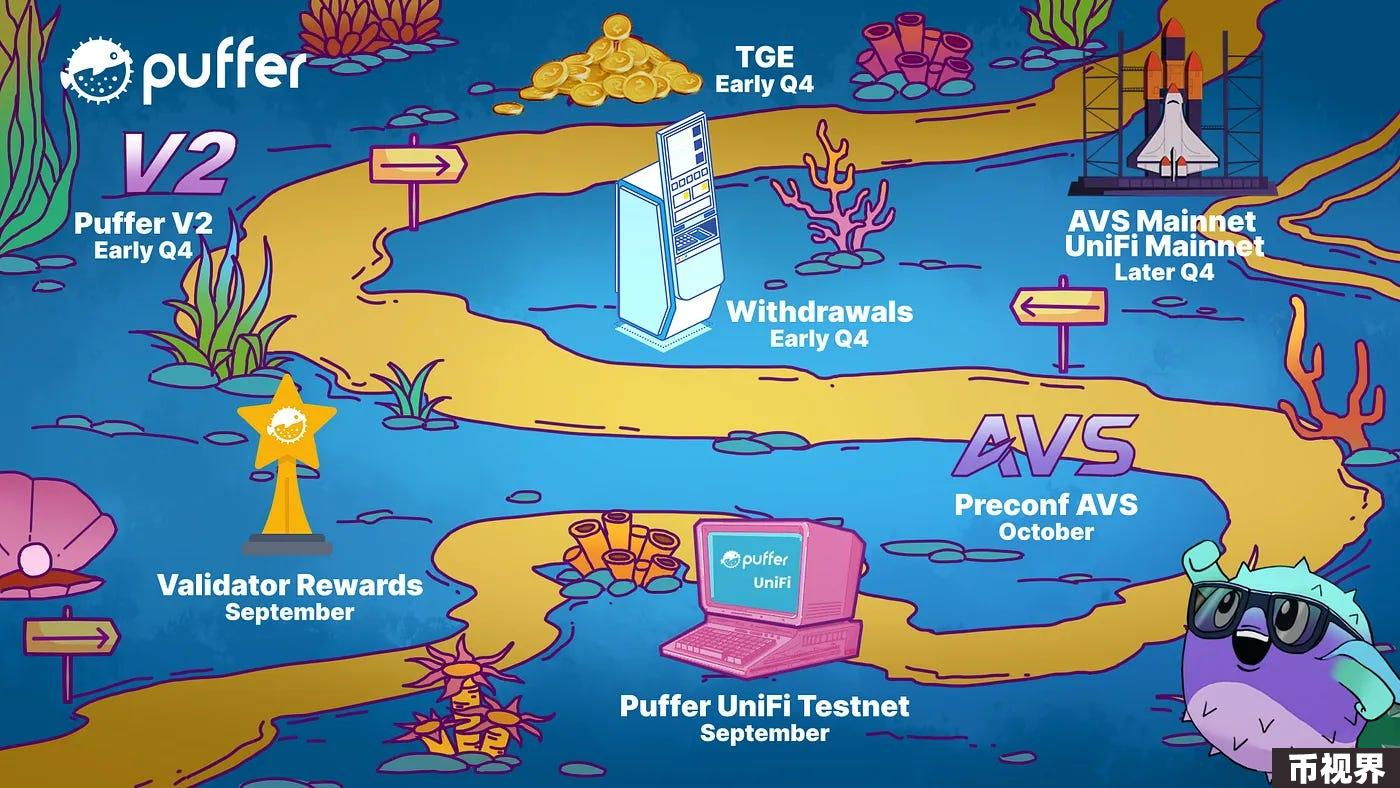 puffer
TGE
Early Q4
V2
Puffer V2
Early Q4
AVS Mainnet
UniFi Mainnet
Later Q4
Withdrawals
Early Q4
AVS
Preconf AVS
October
Validator Rewards
September
puffer
UniFi
Puffer UniFi Testnet
September
币视界